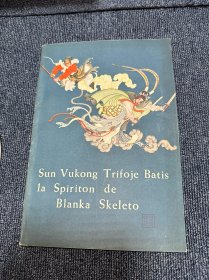 Sun Vukong Trifoje Batis
la Spiriton de
Blanka Skeleto